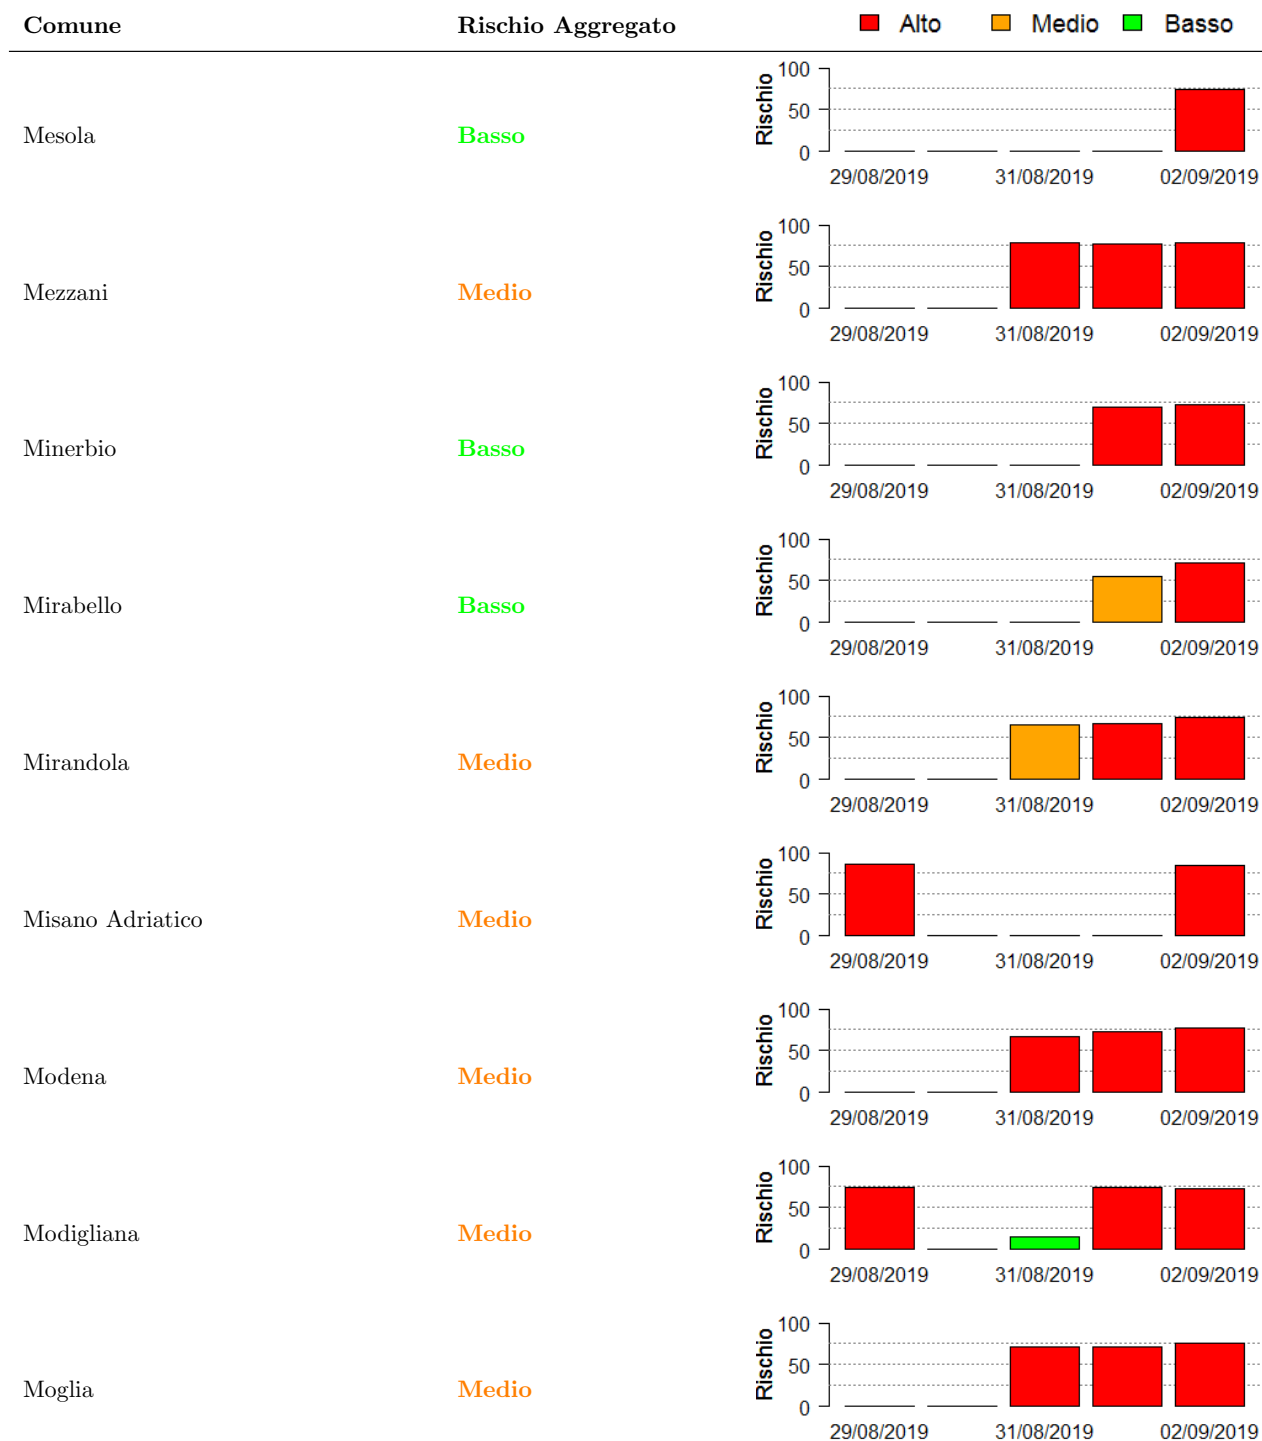 Comune Rischio Aggregato Alto Medio Basso
Mesola Basso Rischio 100 50 0
29/08/2019 31/08/2019 02/09/2019
Mezzani Medio Rischio 100 50 0
29/08/2019 31/08/2019 02/09/2019
Minerbio Basso Rischio 100 50 0
29/08/2019 31/08/2019 02/09/2019
Mirabello Basso Rischio 100 50 0
29/08/2019 31/08/2019 02/09/2019
Mirandola Medio Rischio 100 50 0
29/08/2019 31/08/2019 02/09/2019
Misano Adriatico Medio Rischio 100 50 0
29/08/2019 31/08/2019 02/09/2019
Modena Medio Rischio 100 50 0
29/08/2019 31/08/2019 02/09/2019
Modigliana Medio Rischio 100 50 0
29/08/2019 31/08/2019 02/09/2019
Moglia Medio Rischio 100 50 0
29/08/2019 31/08/2019 02/09/2019